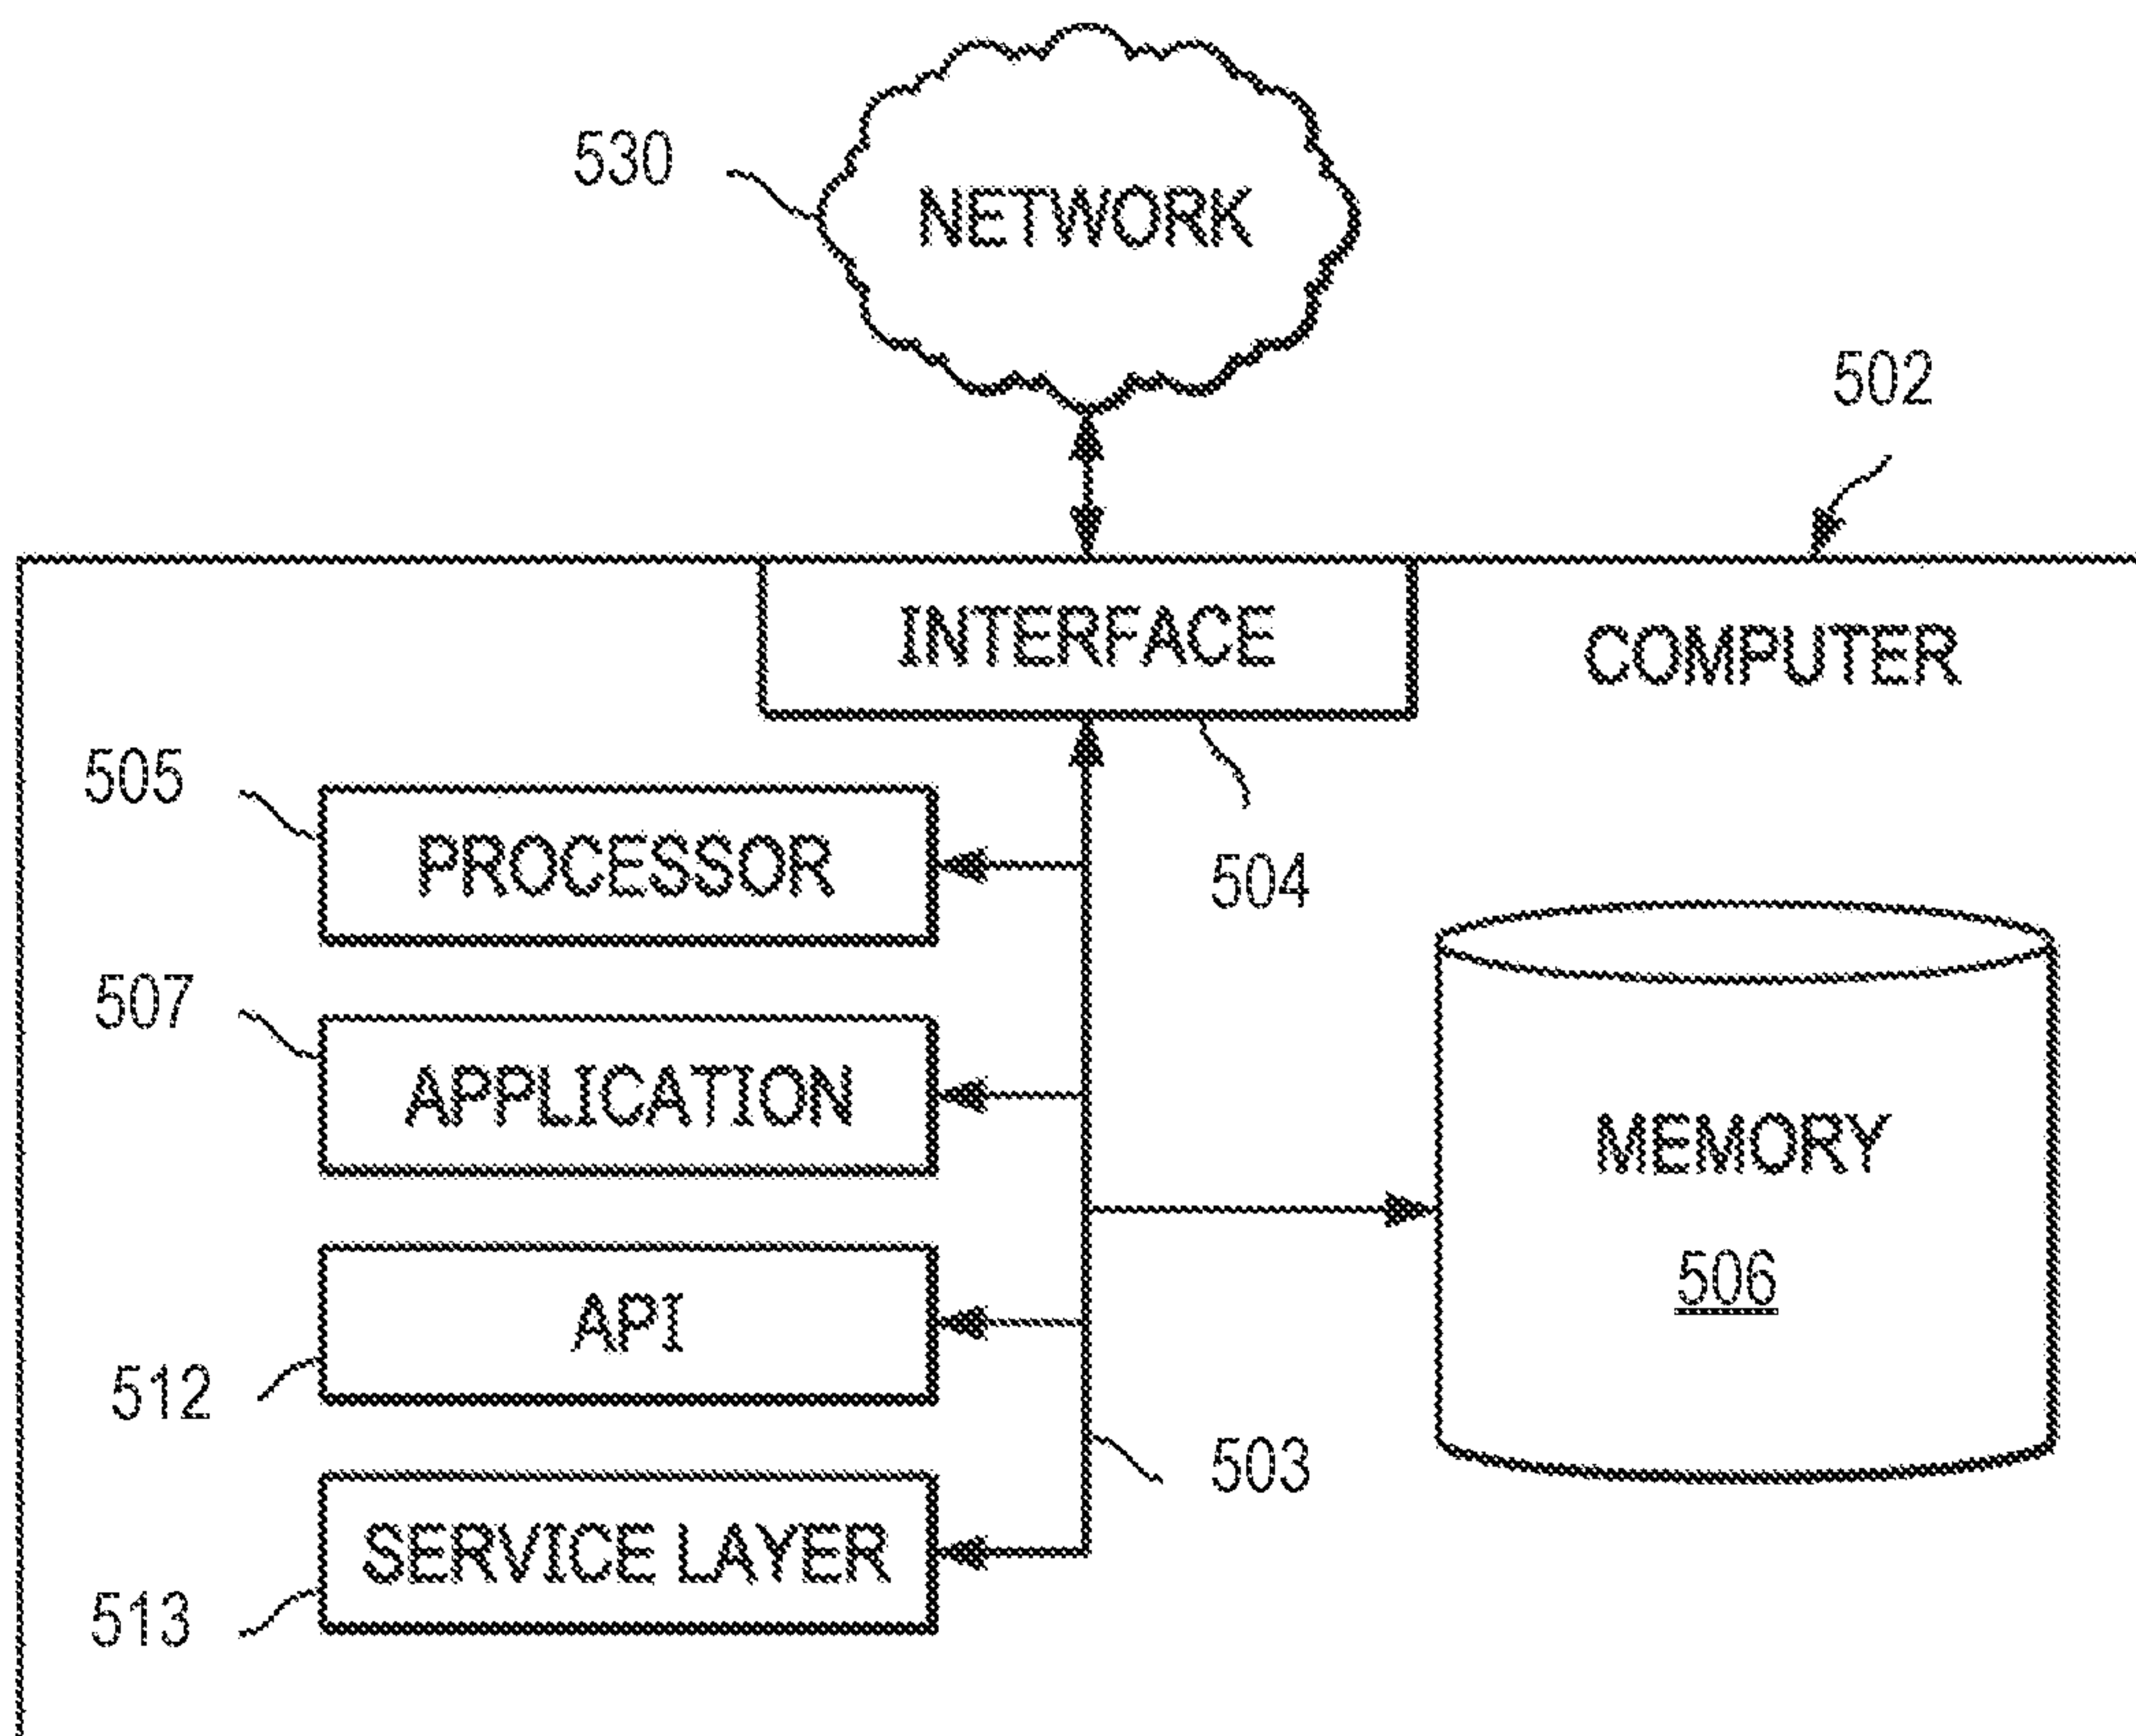 530
NETWORK
502
INTERFACE
COMPUTER
505
PROCESSOR
504
507
APPLICATION
MEMORY
506
API
512
503
SERVICE LAYER
513